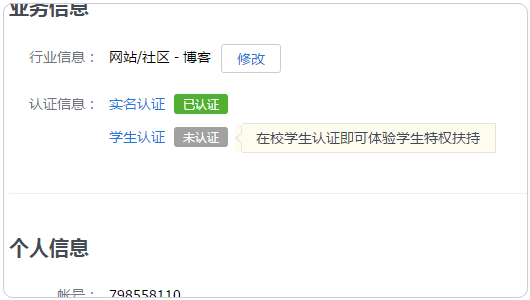 业务信息
行业信息： 网站/社区 - 博客 修改
认证信息： 实名认证 已认证
学生认证 未认证 在校学生认证即可体验学生特权扶持
个人信息
帐号： 798558110